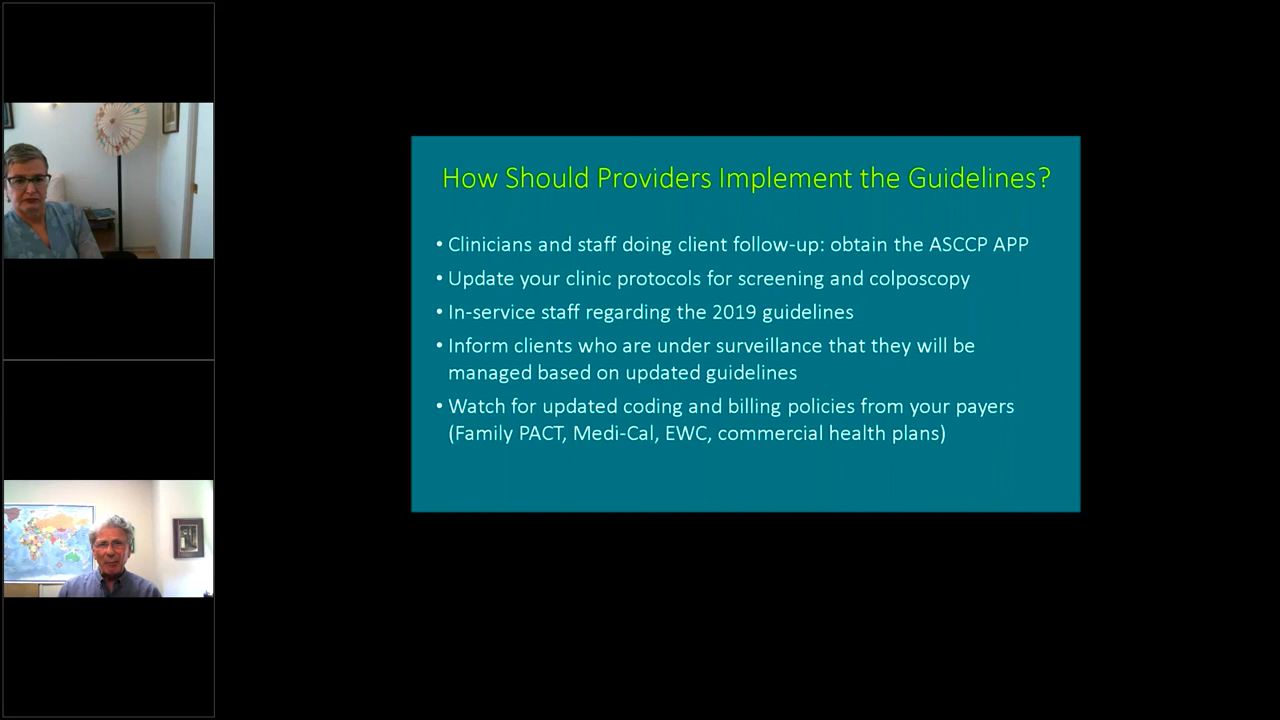 How Should Providers Implement the Guidelines?
• Clinicians and staff doing client follow-up: obtain the ASCCP APP
• Update your clinic protocols for screening and colposcopy
• In-service staff regarding the 2019 guidelines
• Inform clients who are under surveillance that they will be
managed based on updated guidelines
• Watch for updated coding and billing policies from your payers
(Family PACT, Medi-Cal, EWC, commercial health plans)